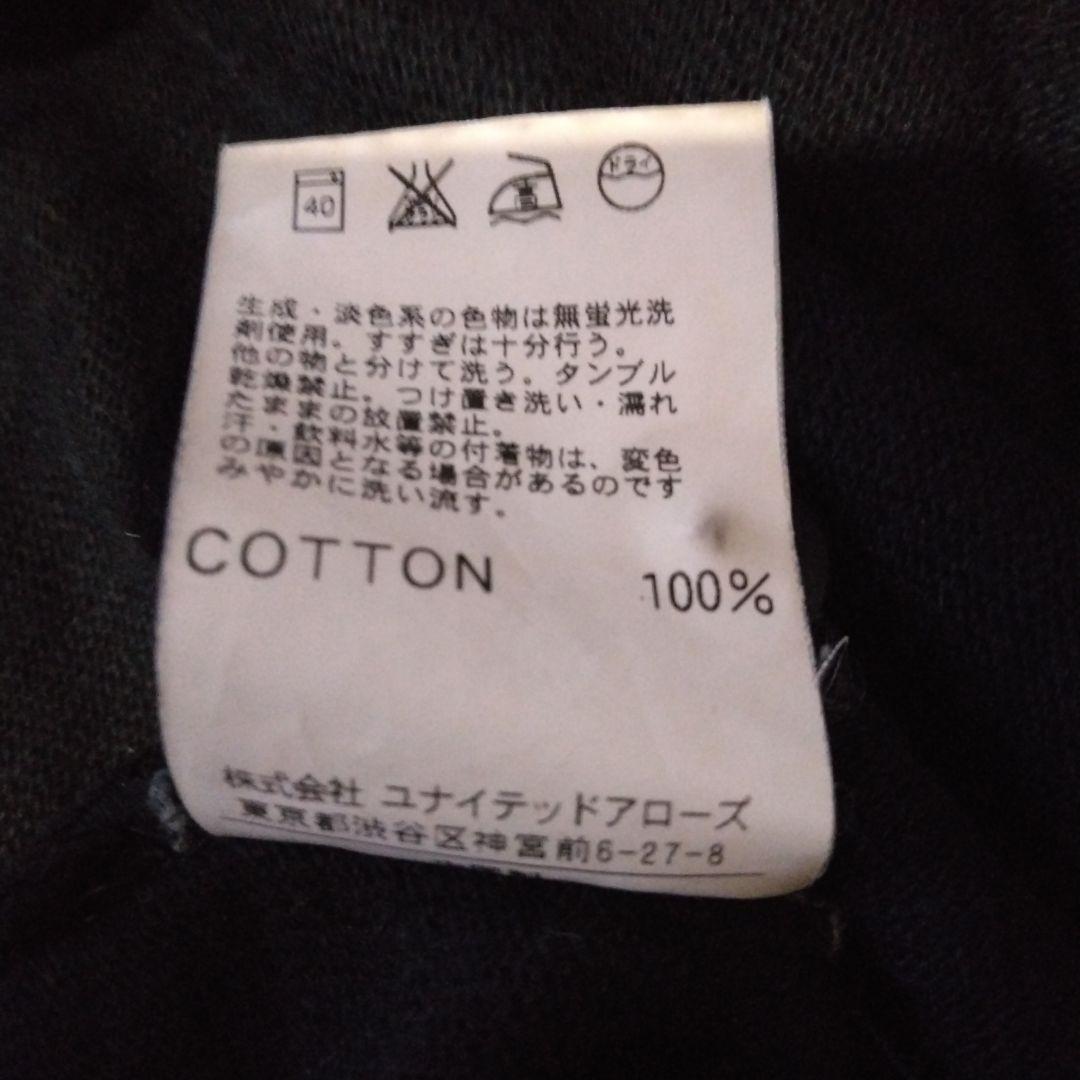 40
高
ドライ
生成・淡色系の色物は無蛍光洗
剤使用。すすぎは十分行う。
他の物と分けて洗う。タンブル
乾燥禁止。つけ置き洗い・漏れ
たままの放置禁止。
汗・飲料水等の付着物は、変色
の原因となる場合があるのです
みやかに洗い流す。
COTTON 100%
株式会社 ユナイテッドアローズ
東京都渋谷区神宮前6-27-8